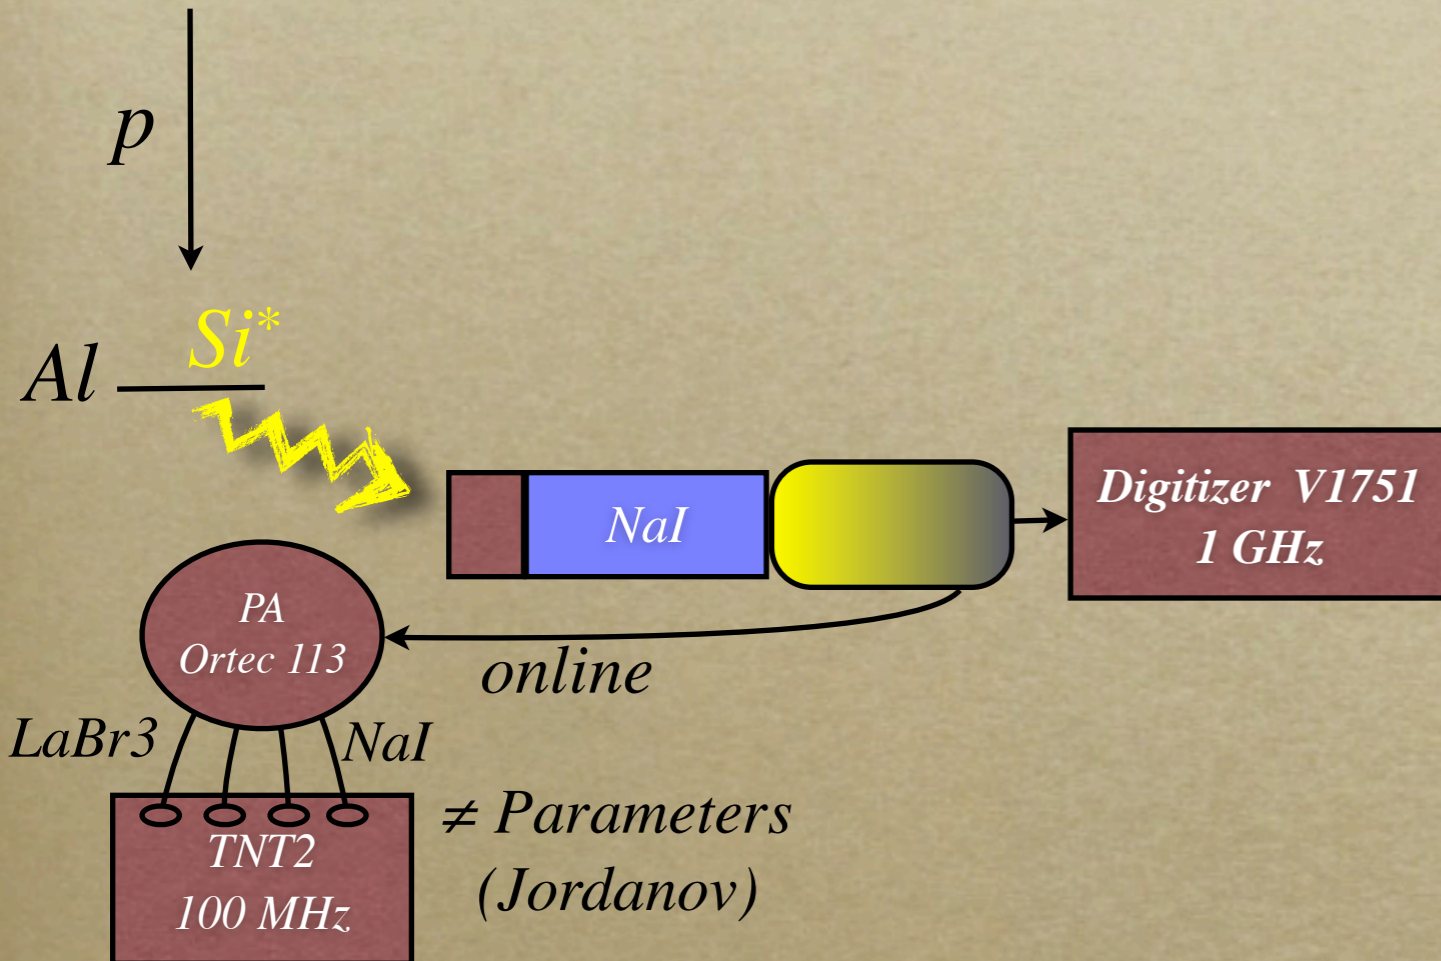 p
Si*
Al
NaI
Digitizer V1751
1 GHz
PA
Ortec 113
online
LaBr3
NaI
TNT2
100 MHz
≠ Parameters
(Jordanov)